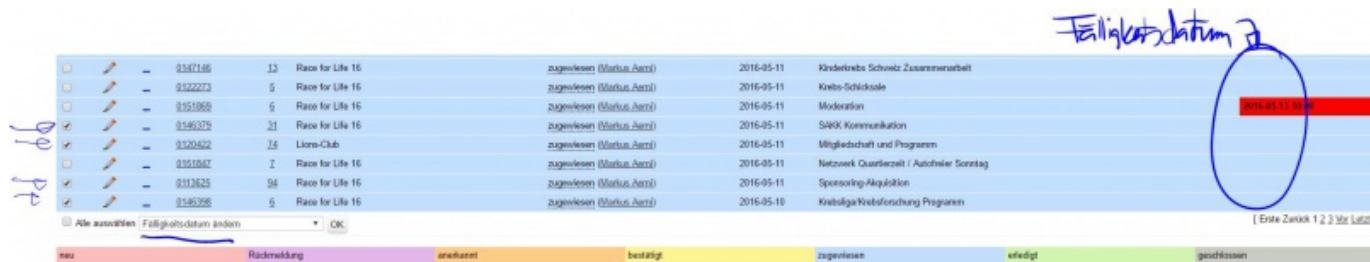 Fälligkeitsdatum
0147146 13 Race for Life 16 zugewiesen (Markus Aerni) 2016-05-11 Kinderkrebs Schweiz Zusammenarbeit
0122273 5 Race for Life 16 zugewiesen (Markus Aerni) 2016-05-11 Krebs-Schicksale
0151869 6 Race for Life 16 zugewiesen (Markus Aerni) 2016-05-11 Moderation 2016-05-13
0146379 31 Race for Life 16 zugewiesen (Markus Aerni) 2016-05-11 SAKK Kommunikation
0120422 74 Lions-Club zugewiesen (Markus Aerni) 2016-05-11 Mitgliedschaft und Programm
0151847 7 Race for Life 16 zugewiesen (Markus Aerni) 2016-05-11 Netzwerk Quartierzeit / Autofreier Sonntag
0113625 94 Race for Life 16 zugewiesen (Markus Aerni) 2016-05-11 Sponsoring-Akquisition
0146398 6 Race for Life 16 zugewiesen (Markus Aerni) 2016-05-10 Krebsliga/Krebsforschung Programm
Alle auswählen Fälligkeitsdatum ändern OK [ Erste Zurück 1 2 3 Vor Letzt
neu Rückmeldung anerkannt bestätigt zugewiesen erledigt geschlossen